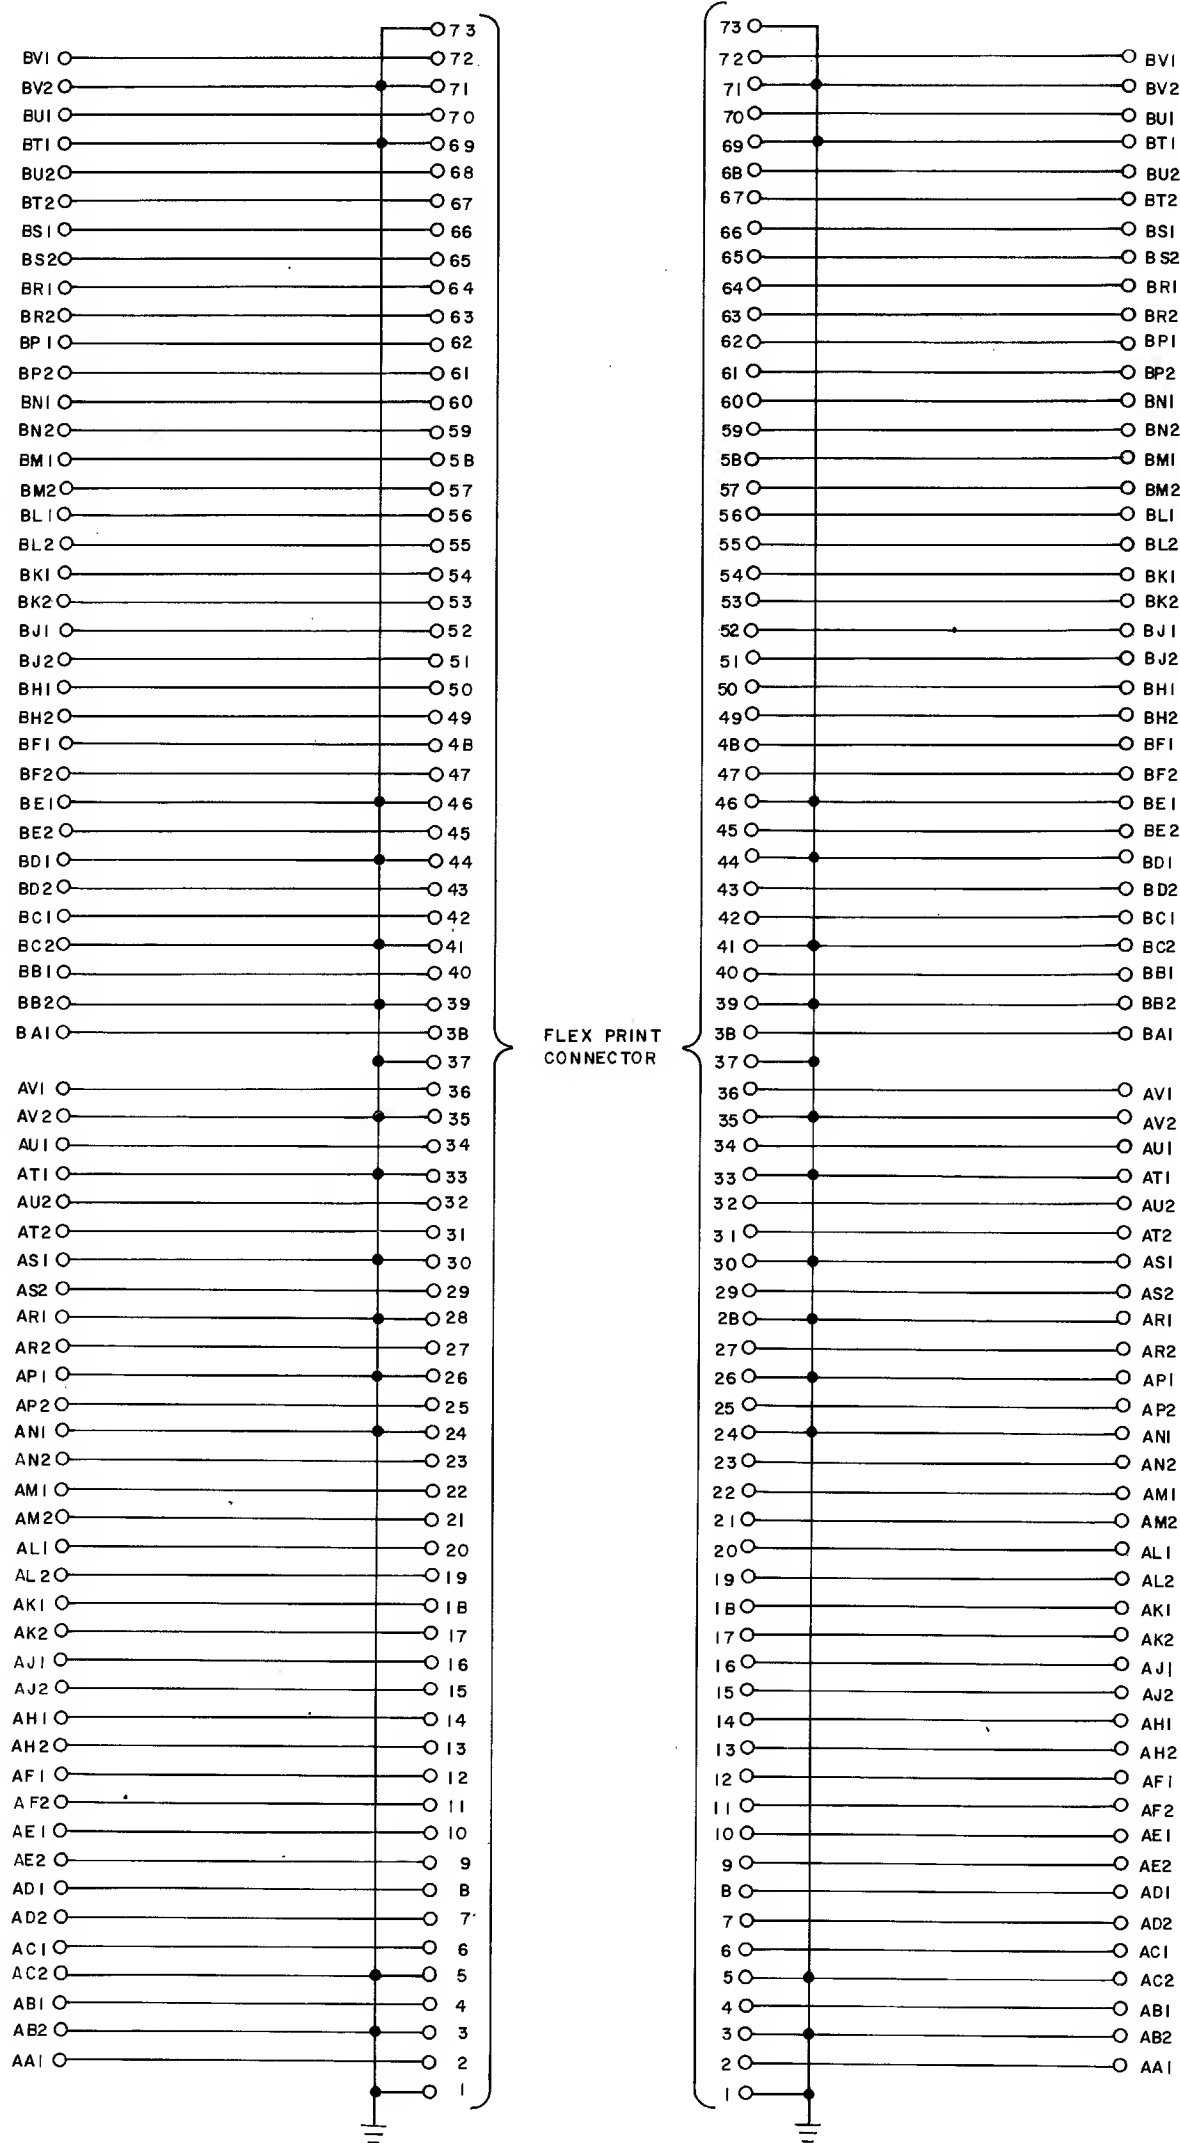 73 73
BV1 72 72 BV1
BV2 71 71 BV2
BU1 70 70 BU1
BT1 69 69 BT1
BU2 68 6B BU2
BT2 67 67 BT2
BS1 66 66 BS1
BS2 65 65 BS2
BR1 64 64 BR1
BR2 63 63 BR2
BP1 62 62 BP1
BP2 61 61 BP2
BN1 60 60 BN1
BN2 59 59 BN2
BM1 5B 5B BM1
BM2 57 57 BM2
BL1 56 56 BL1
BL2 55 55 BL2
BK1 54 54 BK1
BK2 53 53 BK2
BJ1 52 52 BJ1
BJ2 51 51 BJ2
BH1 50 50 BH1
BH2 49 49 BH2
BF1 4B 4B BF1
BF2 47 47 BF2
BE1 46 46 BE1
BE2 45 45 BE2
BD1 44 44 BD1
BD2 43 43 BD2
BC1 42 42 BC1
BC2 41 41 BC2
BB1 40 40 BB1
BB2 39 39 BB2
BA1 3B 3B BA1
FLEX PRINT
CONNECTOR
37 37
AV1 36 36 AV1
AV2 35 35 AV2
AU1 34 34 AU1
AT1 33 33 AT1
AU2 32 32 AU2
AT2 31 31 AT2
AS1 30 30 AS1
AS2 29 29 AS2
AR1 28 2B AR1
AR2 27 27 AR2
AP1 26 26 AP1
AP2 25 25 AP2
AN1 24 24 AN1
AN2 23 23 AN2
AM1 22 22 AM1
AM2 21 21 AM2
AL1 20 20 AL1
AL2 19 19 AL2
AK1 1B 1B AK1
AK2 17 17 AK2
AJ1 16 16 AJ1
AJ2 15 15 AJ2
AH1 14 14 AH1
AH2 13 13 AH2
AF1 12 12 AF1
AF2 11 11 AF2
AE1 10 10 AE1
AE2 9 9 AE2
AD1 B B AD1
AD2 7 7 AD2
AC1 6 6 AC1
AC2 5 5 AC2
AB1 4 4 AB1
AB2 3 3 AB2
AA1 2 2 AA1
1 1